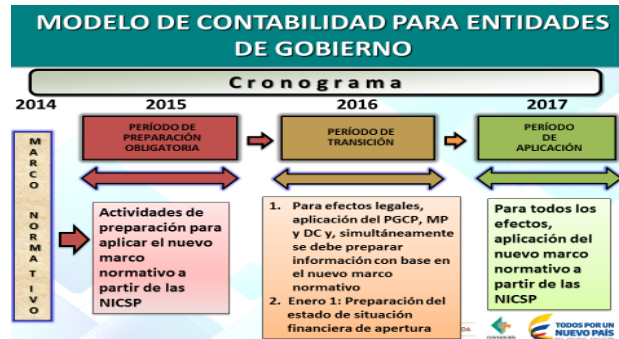 MODELO DE CONTABILIDAD PARA ENTIDADES
DE GOBIERNO
Cronograma
2014 2015 2016 2017
MARCO NORMATIVO
PERÍODO DE
PREPARACIÓN
OBLIGATORIA
PERÍODO DE
TRANSICIÓN
PERÍODO
DE
APLICACIÓN
Actividades de
preparación para
aplicar el nuevo
marco
normativo a
partir de las
NICSP
1. Para efectos legales,
aplicación del PGCP, MP
y DC y, simultáneamente
se debe preparar
información con base en
el nuevo marco
normativo
2. Enero 1: Preparación del
estado de situación
financiera de apertura
Para todos los
efectos,
aplicación del
nuevo marco
normativo a
partir de las
NICSP
TODOS POR UN
NUEVO PAÍS